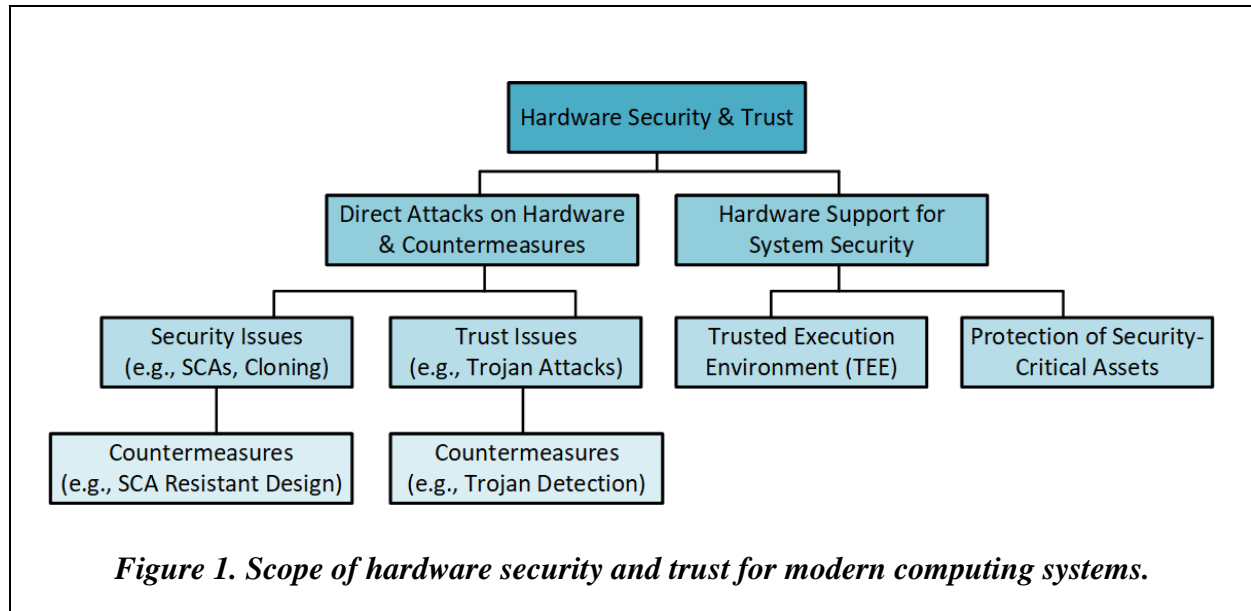 Hardware Security & Trust
Direct Attacks on Hardware
& Countermeasures
Hardware Support for
System Security
Security Issues
(e.g., SCAs, Cloning)
Trust Issues
(e.g., Trojan Attacks)
Trusted Execution
Environment (TEE)
Protection of Security-
Critical Assets
Countermeasures
(e.g., SCA Resistant Design)
Countermeasures
(e.g., Trojan Detection)
Figure 1. Scope of hardware security and trust for modern computing systems.